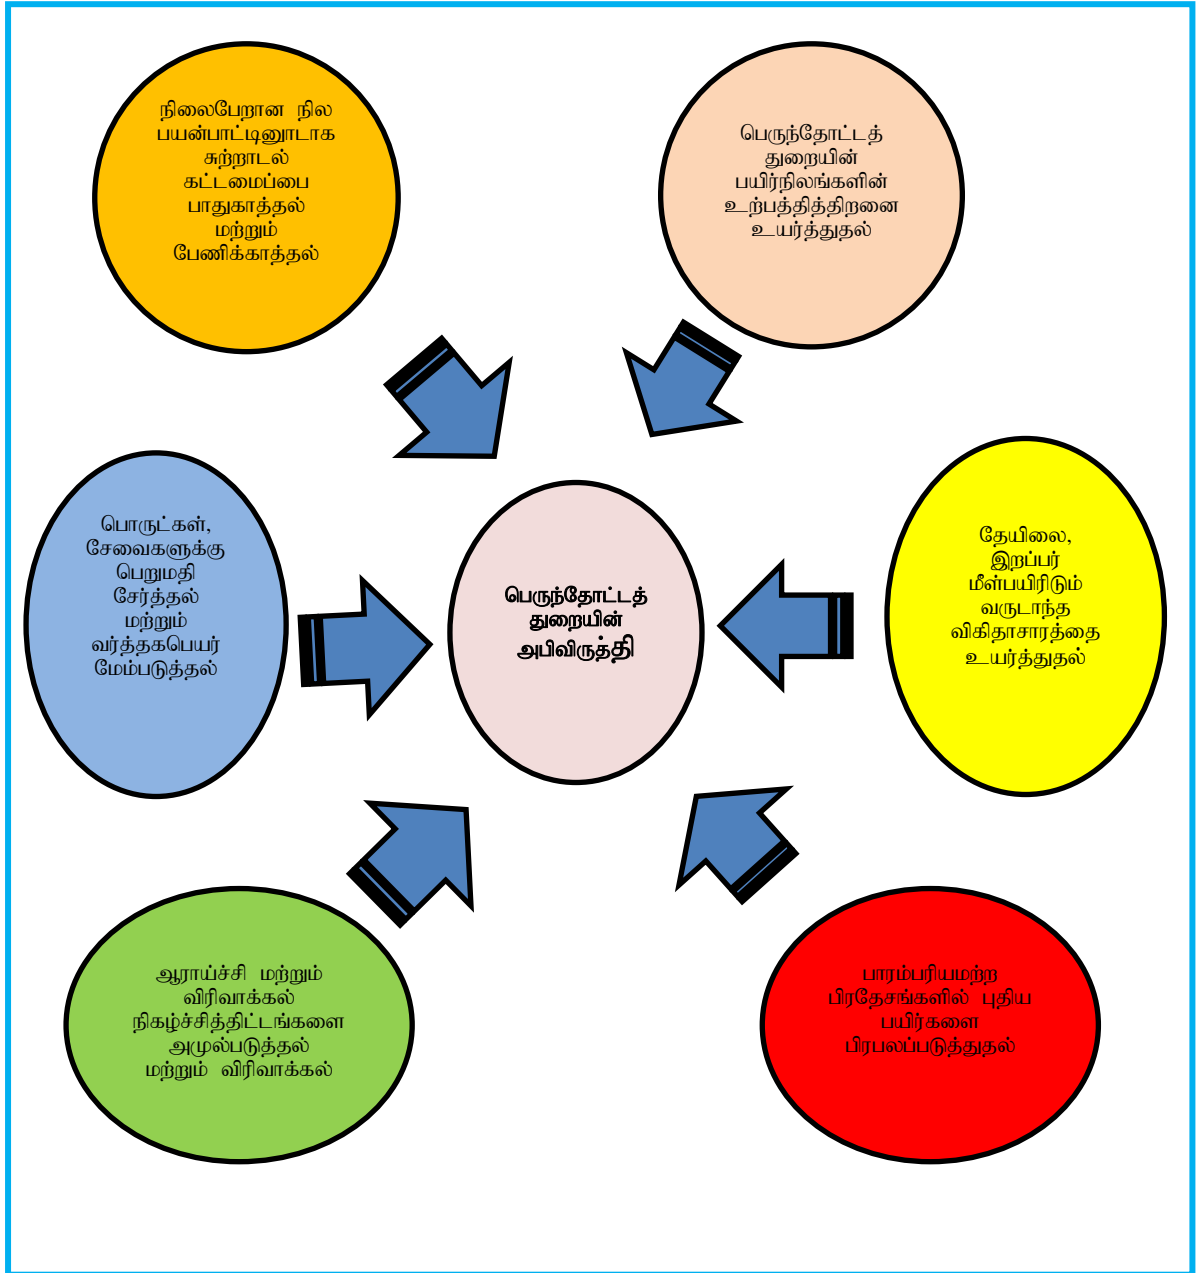 நிலைபேறான நில
பயன்பாட்டினூடாக
சுற்றாடல்
கட்டமைப்பை
பாதுகாத்தல்
மற்றும்
பேணிக்காத்தல்
பெருந்தோட்டத்
துறையின்
பயிர்நிலங்களின்
உற்பத்தித்திறனை
உயர்த்துதல்
பொருட்கள்,
சேவைகளுக்கு
பெறுமதி
சேர்த்தல்
மற்றும்
வர்த்தகபெயர்
மேம்படுத்தல்
பெருந்தோட்டத்
துறையின்
அபிவிருத்தி
தேயிலை,
இறப்பர்
மீள்பயிரிடும்
வருடாந்த
விகிதாசாரத்தை
உயர்த்துதல்
ஆராய்ச்சி மற்றும்
விரிவாக்கல்
நிகழ்ச்சித்திட்டங்களை
அமுல்படுத்தல்
மற்றும் விரிவாக்கல்
பாரம்பரியமற்ற
பிரதேசங்களில் புதிய
பயிர்களை
பிரபலப்படுத்துதல்